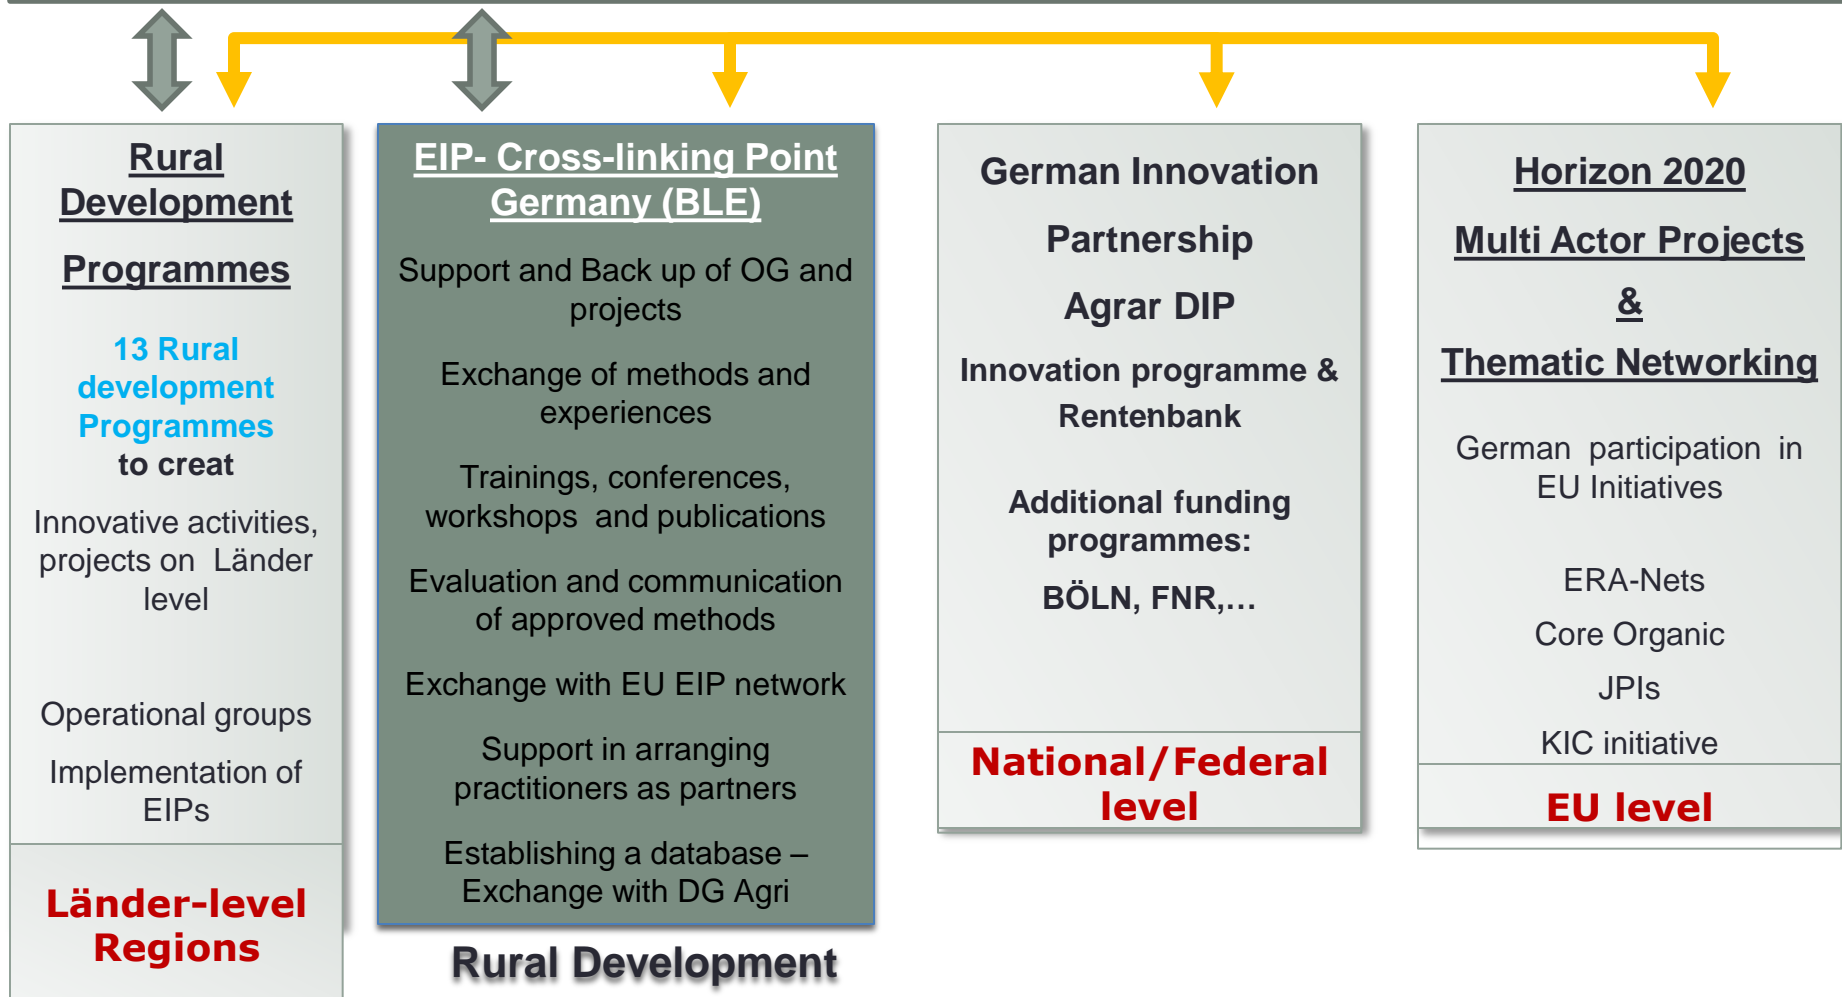 Rural
Development
Programmes
13 Rural
development
Programmes
to creat
Innovative activities,
projects on Länder
level
Operational groups
Implementation of
EIPs
Länder-level
Regions
EIP- Cross-linking Point
Germany (BLE)
Support and Back up of OG and
projects
Exchange of methods and
experiences
Trainings, conferences,
workshops and publications
Evaluation and communication
of approved methods
Exchange with EU EIP network
Support in arranging
practitioners as partners
Establishing a database –
Exchange with DG Agri
Rural Development
German Innovation
Partnership
Agrar DIP
Innovation programme &
Rentenbank
Additional funding
programmes:
BÖLN, FNR,...
National/Federal
level
Horizon 2020
Multi Actor Projects
&
Thematic Networking
German participation in
EU Initiatives
ERA-Nets
Core Organic
JPIs
KIC initiative
EU level